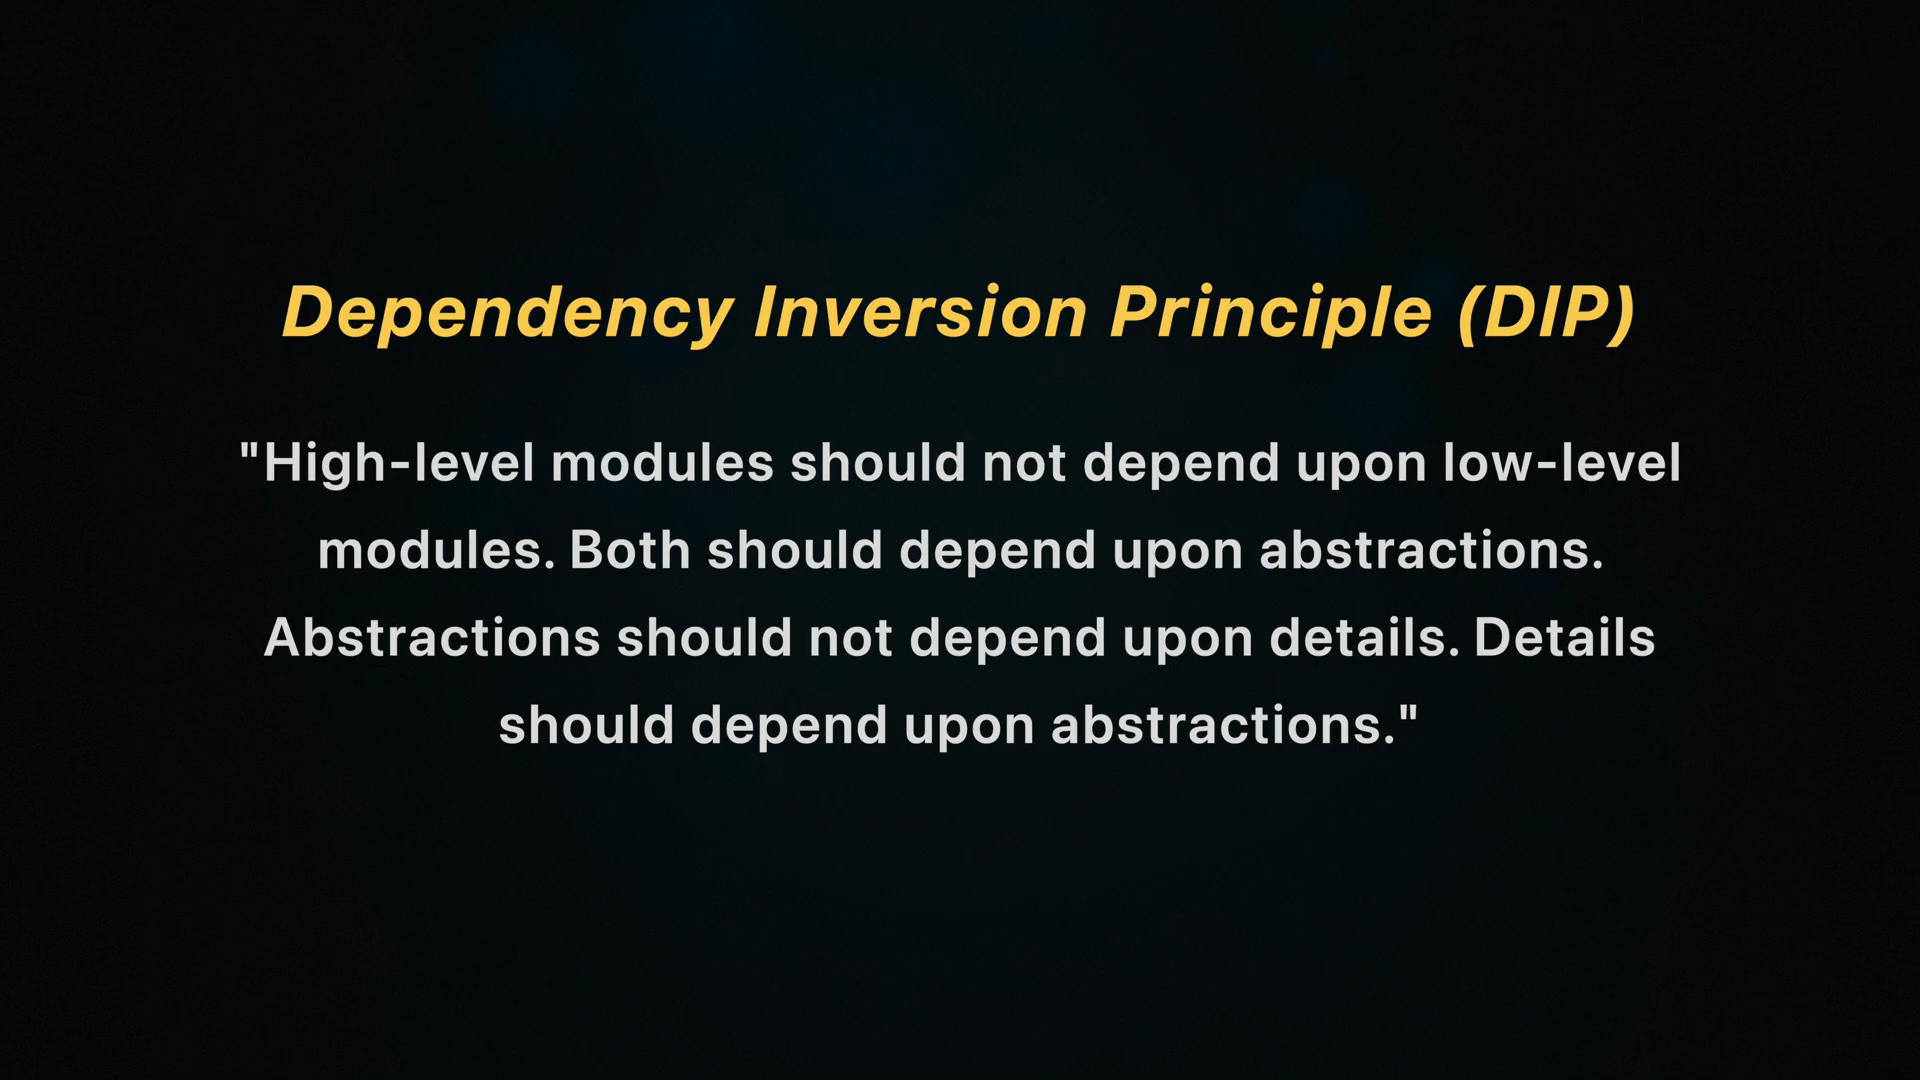 Dependency Inversion Principle (DIP)
"High-level modules should not depend upon low-level
modules. Both should depend upon abstractions.
Abstractions should not depend upon details. Details
should depend upon abstractions."